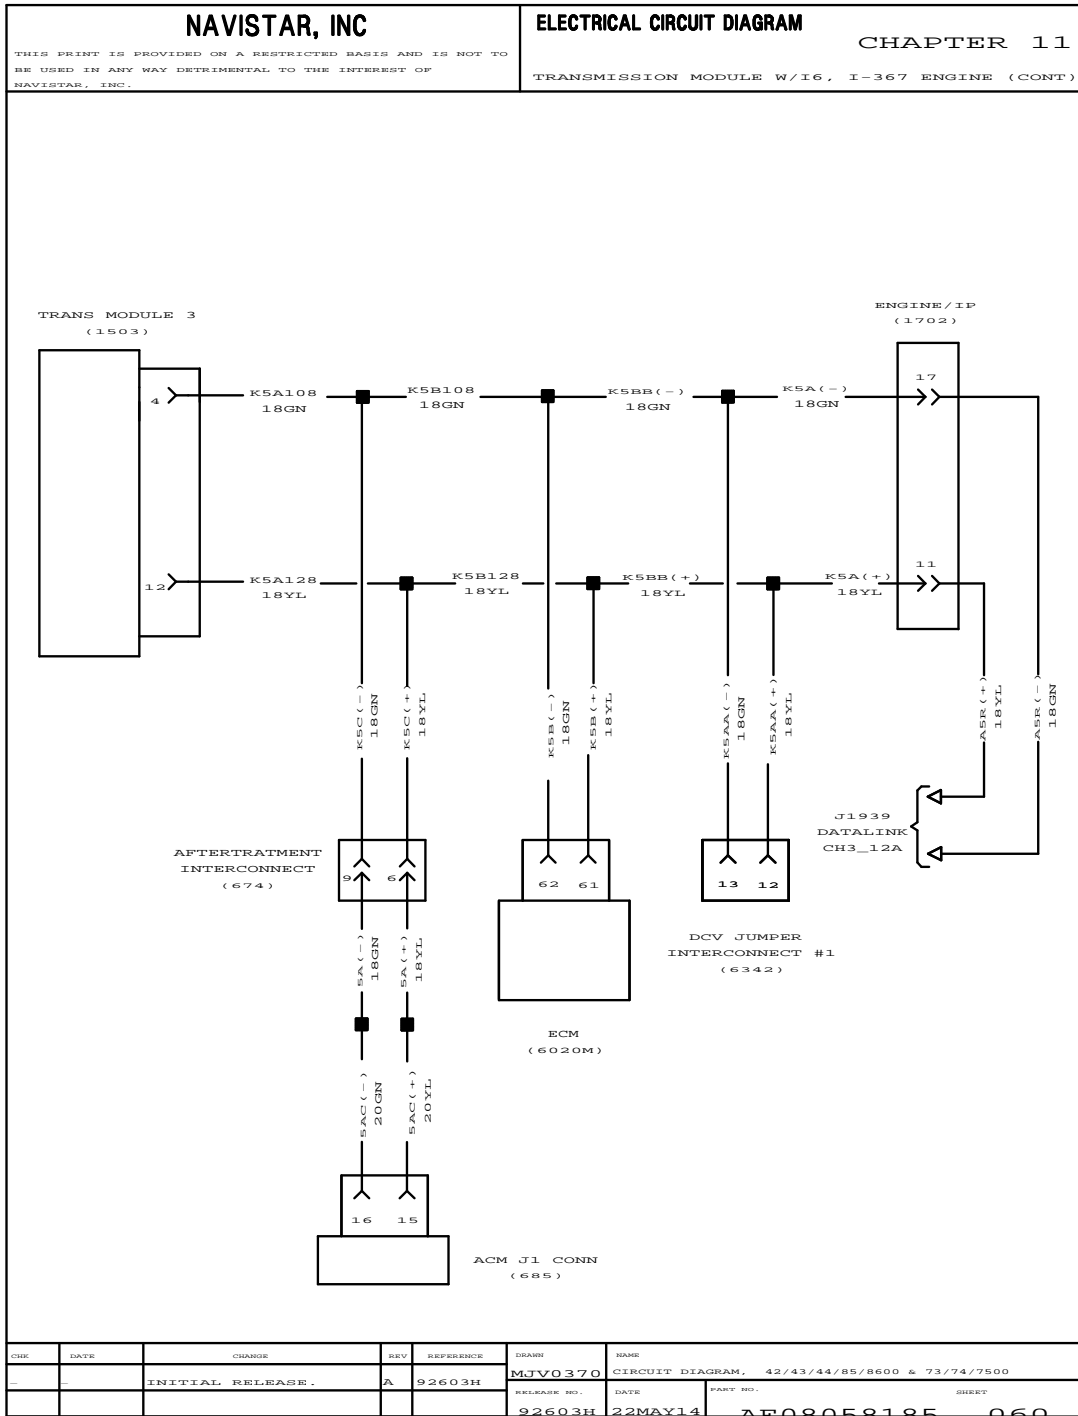 NAVISTAR, INC
THIS PRINT IS PROVIDED ON A RESTRICTED BASIS AND IS NOT TO
BE USED IN ANY WAY DETRIMENTAL TO THE INTEREST OF
NAVISTAR, INC.
ELECTRICAL CIRCUIT DIAGRAM
CHAPTER 11
TRANSMISSION MODULE W/I6, I-367 ENGINE (CONT)
TRANS MODULE 3
(1503)
ENGINE/IP
(1702)
4
K5A108
18GN
K5B108
18GN
K5BB(-)
18GN
K5A(-)
18GN
17
12
K5A128
18YL
K5B128
18YL
K5BB(+)
18YL
K5A(+)
18YL
11
K5C(-)
18GN
K5C(+)
18YL
K5B(-)
18GN
K5B(+)
18YL
K5AA(-)
18GN
K5AA(+)
18YL
A5R(+)
18YL
A5R(-)
18GN
J1939
DATALINK
CH3_12A
AFTERTRATMENT
INTERCONNECT
(674)
9
6
62
61
13
12
DCV JUMPER
INTERCONNECT #1
(6342)
5A(-)
18GN
5A(+)
18YL
ECM
(6020M)
5AC(-)
20GN
5AC(+)
20YL
16
15
ACM J1 CONN
(685)
CHK
DATE
CHANGE
REV
REFERENCE
DRAWN
NAME
-
-
INITIAL RELEASE.
A
92603H
MJV0370
CIRCUIT DIAGRAM, 42/43/44/85/8600 & 73/74/7500
RELEASE NO.
DATE
PART NO.
SHEET
92603H
22MAY14
AE08058185
060